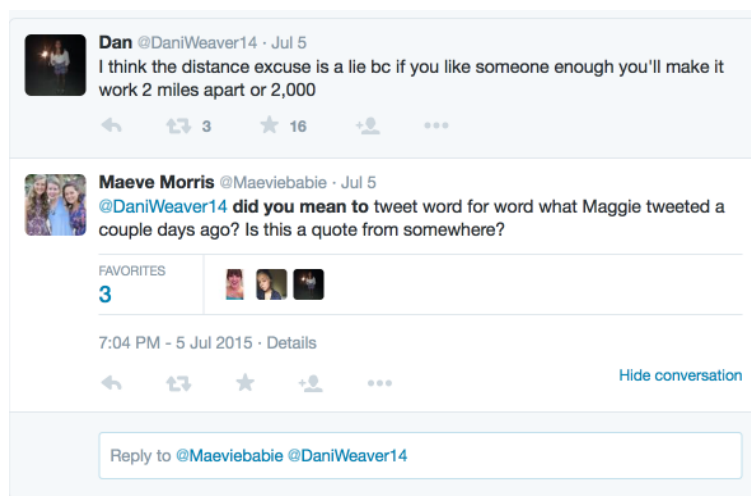 Dan @DaniWeaver14 · Jul 5
I think the distance excuse is a lie bc if you like someone enough you'll make it
work 2 miles apart or 2,000
3 16
Maeve Morris @Maeviebabie · Jul 5
@DaniWeaver14 did you mean to tweet word for word what Maggie tweeted a
couple days ago? Is this a quote from somewhere?
FAVORITES
3
7:04 PM - 5 Jul 2015 · Details
Hide conversation
Reply to @Maeviebabie @DaniWeaver14